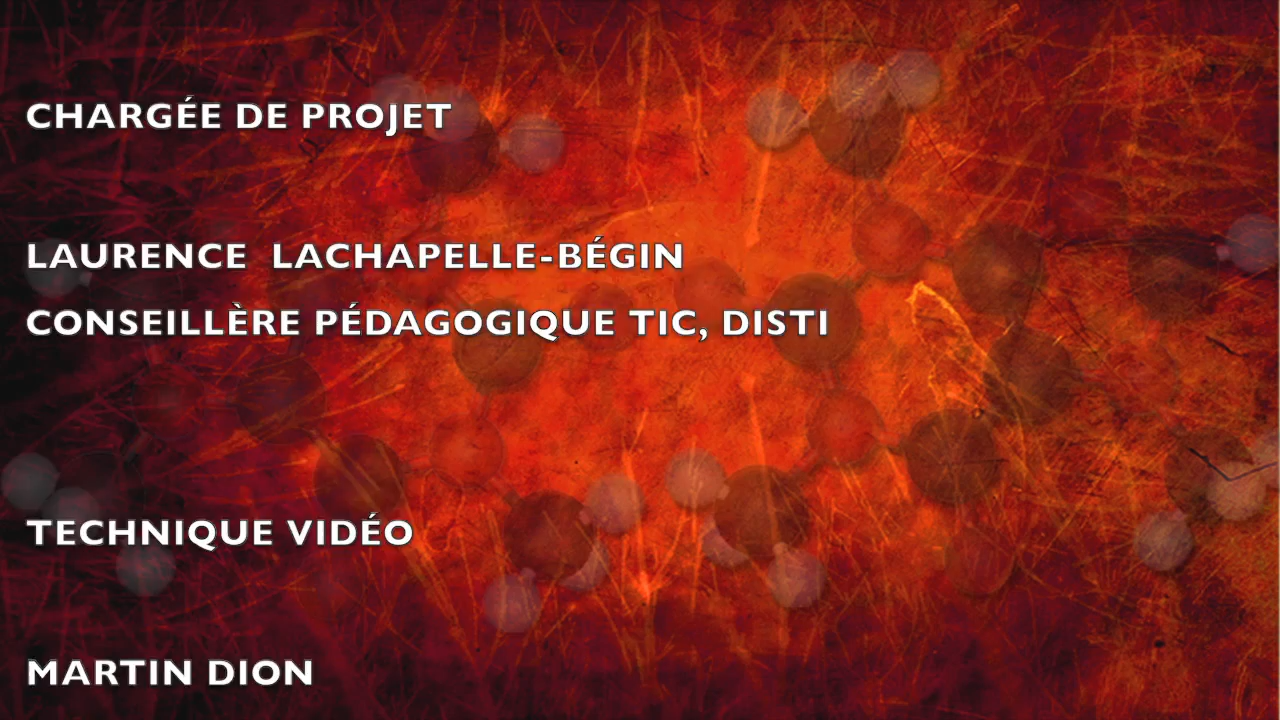 CHARGÉE DE PROJET
LAURENCE LACHAPELLE-BÉGIN
CONSEILLÈRE PÉDAGOGIQUE TIC, DISTI
TECHNIQUE VIDÉO
MARTIN DION